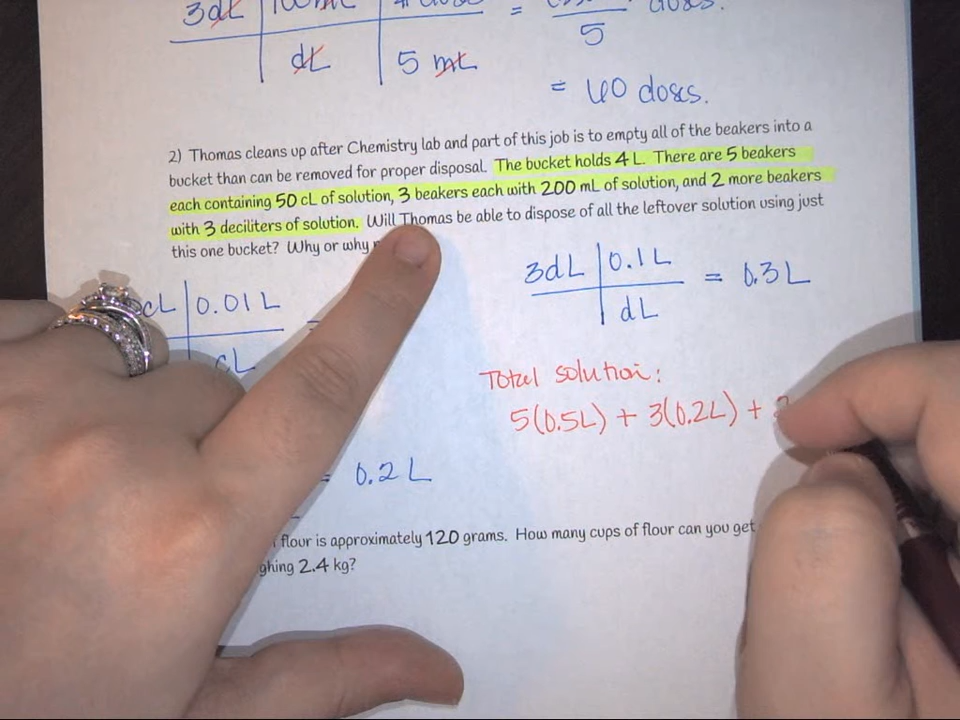 3dL | 100mL =
dL | 5 mL 5 doses.
= 60 doses.
2) Thomas cleans up after Chemistry lab and part of this job is to empty all of the beakers into a
bucket than can be removed for proper disposal. The bucket holds 4 L. There are 5 beakers
each containing 50 cL of solution, 3 beakers each with 200 mL of solution, and 2 more beakers
with 3 deciliters of solution. Will Thomas be able to dispose of all the leftover solution using just
this one bucket? Why or why
3dL | 0.1L = 0.3L
dL
cL | 0.01 L =
cL
Total solution:
5(0.5L) + 3(0.2L) +
= 0.2 L
flour is approximately 120 grams. How many cups of flour can you get
ghing 2.4 kg?